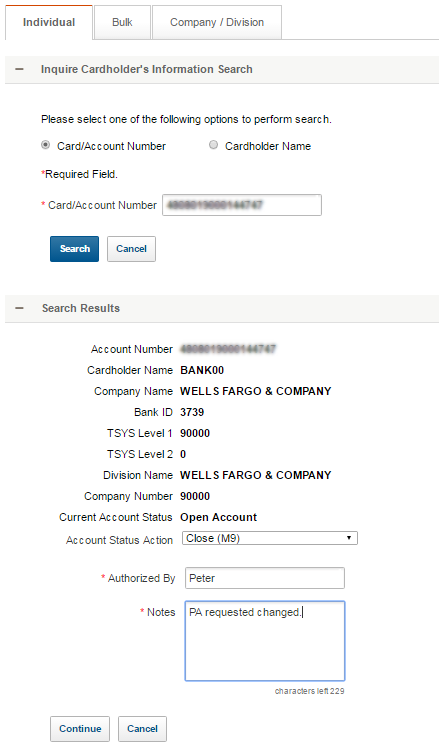 Individual Bulk Company / Division
Inquire Cardholder's Information Search
Please select one of the following options to perform search.
Card/Account Number Cardholder Name
*Required Field.
* Card/Account Number
Search Cancel
Search Results
Account Number
Cardholder Name BANK00
Company Name WELLS FARGO & COMPANY
Bank ID 3739
TSYS Level 1 90000
TSYS Level 2 0
Division Name WELLS FARGO & COMPANY
Company Number 90000
Current Account Status Open Account
Account Status Action Close (M9)
* Authorized By Peter
* Notes PA requested changed.
characters left 229
Continue Cancel